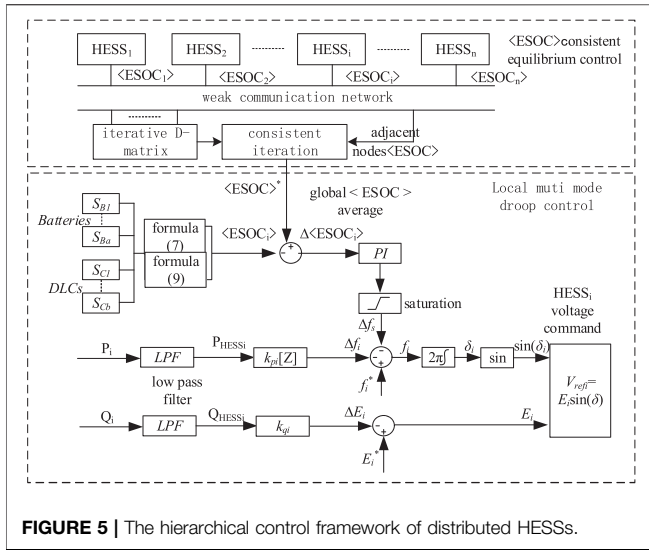 HESS1 HESS2 HESSi HESSn
<ESOC>consistent
equilibrium control
<ESOC1> <ESOC2> <ESOCi> <ESOCn>
weak communication network
iterative D-
matrix
consistent
iteration
adjacent
nodes<ESOC>
<ESOC>*
global < ESOC >
average
Local muti mode
droop control
Batteries
SB1
SBa
DLCs
SC1
SCb
formula
(7)
formula
(9)
<ESOCi>
- +
Δ<ESOCi>
PI
saturation
Δfs
HESSi
voltage
command
Pi LPF PHESSi kpi[Z] Δfi - - + fi 2π∫ δi sin sin(δi)
low pass
filter
fi*
Vrefi=
Eisin(δ)
Qi LPF QHESSi kqi ΔEi - + Ei
Ei*
FIGURE 5 | The hierarchical control framework of distributed HESSs.